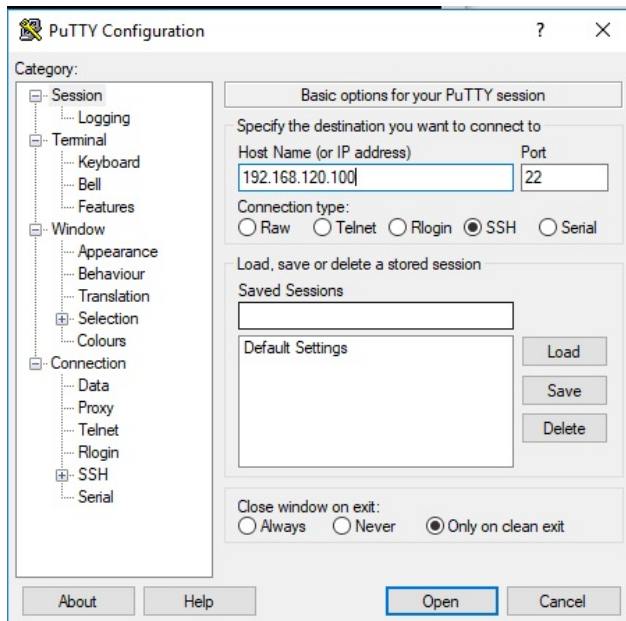 PuTTY Configuration
?
Category:
Session
Logging
Terminal
Keyboard
Bell
Features
Window
Appearance
Behaviour
Translation
Selection
Colours
Connection
Data
Proxy
Telnet
Rlogin
SSH
Serial
Basic options for your PuTTY session
Specify the destination you want to connect to
Host Name (or IP address) Port
192.168.120.100 22
Connection type:
Raw Telnet Rlogin SSH Serial
Load, save or delete a stored session
Saved Sessions
Default Settings
Load
Save
Delete
Close window on exit:
Always Never Only on clean exit
About Help Open Cancel